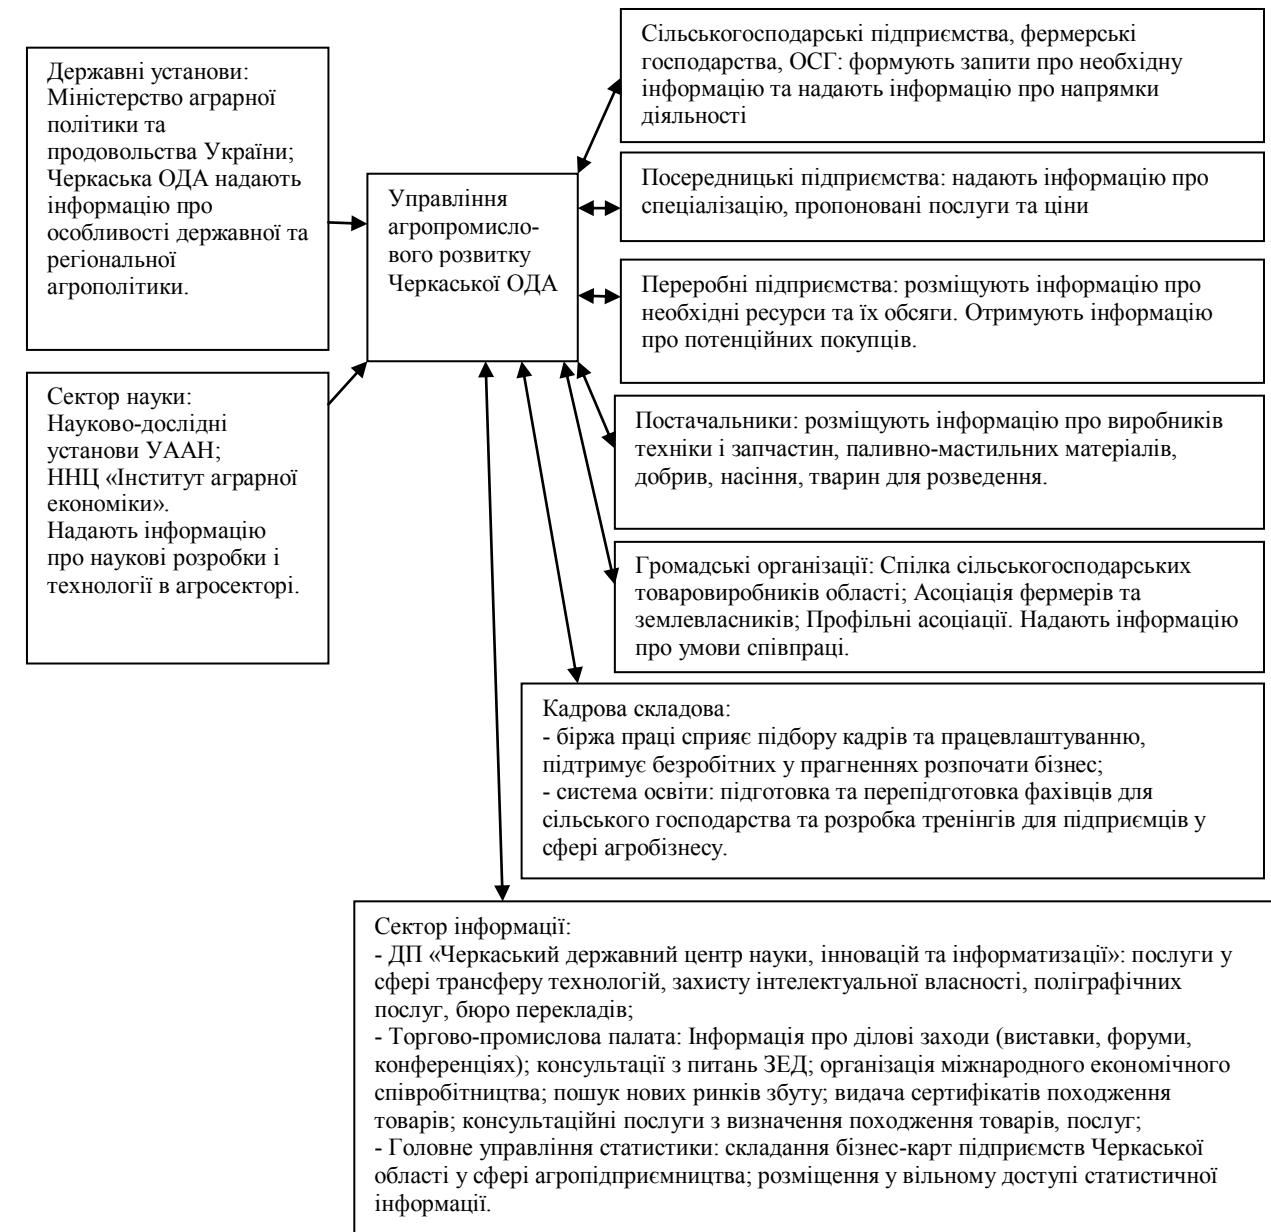 Державні установи:
Міністерство аграрної
політики та
продовольства України;
Черкаська ОДА надають
інформацію про
особливості державної та
регіональної
агрополітики.
Сектор науки:
Науково-дослідні
установи УААН;
ННЦ «Інститут аграрної
економіки».
Надають інформацію
про наукові розробки і
технології в агросекторі.
Управління
агропромисло-
вого розвитку
Черкаської ОДА
Сільськогосподарські підприємства, фермерські
господарства, ОСГ: формують запити про необхідну
інформацію та надають інформацію про напрямки
діяльності
Посередницькі підприємства: надають інформацію про
спеціалізацію, пропоновані послуги та ціни
Переробні підприємства: розміщують інформацію про
необхідні ресурси та їх обсяги. Отримують інформацію
про потенційних покупців.
Постачальники: розміщують інформацію про виробників
техніки і запчастин, паливно-мастильних матеріалів,
добрив, насіння, тварин для розведення.
Громадські організації: Спілка сільськогосподарських
товаровиробників області; Асоціація фермерів та
землевласників; Профільні асоціації. Надають інформацію
про умови співпраці.
Кадрова складова:
- біржа праці сприяє підбору кадрів та працевлаштуванню,
підтримує безробітних у прагненнях розпочати бізнес;
- система освіти: підготовка та перепідготовка фахівців для
сільського господарства та розробка тренінгів для підприємців у
сфері агробізнесу.
Сектор інформації:
- ДП «Черкаський державний центр науки, інновацій та інформатизації»: послуги у
сфері трансферу технологій, захисту інтелектуальної власності, поліграфічних
послуг, бюро перекладів;
- Торгово-промислова палата: Інформація про ділові заходи (виставки, форуми,
конференціях); консультації з питань ЗЕД; організація міжнародного економічного
співробітництва; пошук нових ринків збуту; видача сертифікатів походження
товарів; консультаційні послуги з визначення походження товарів, послуг;
- Головне управління статистики: складання бізнес-карт підприємств Черкаської
області у сфері агропідприємництва; розміщення у вільному доступі статистичної
інформації.